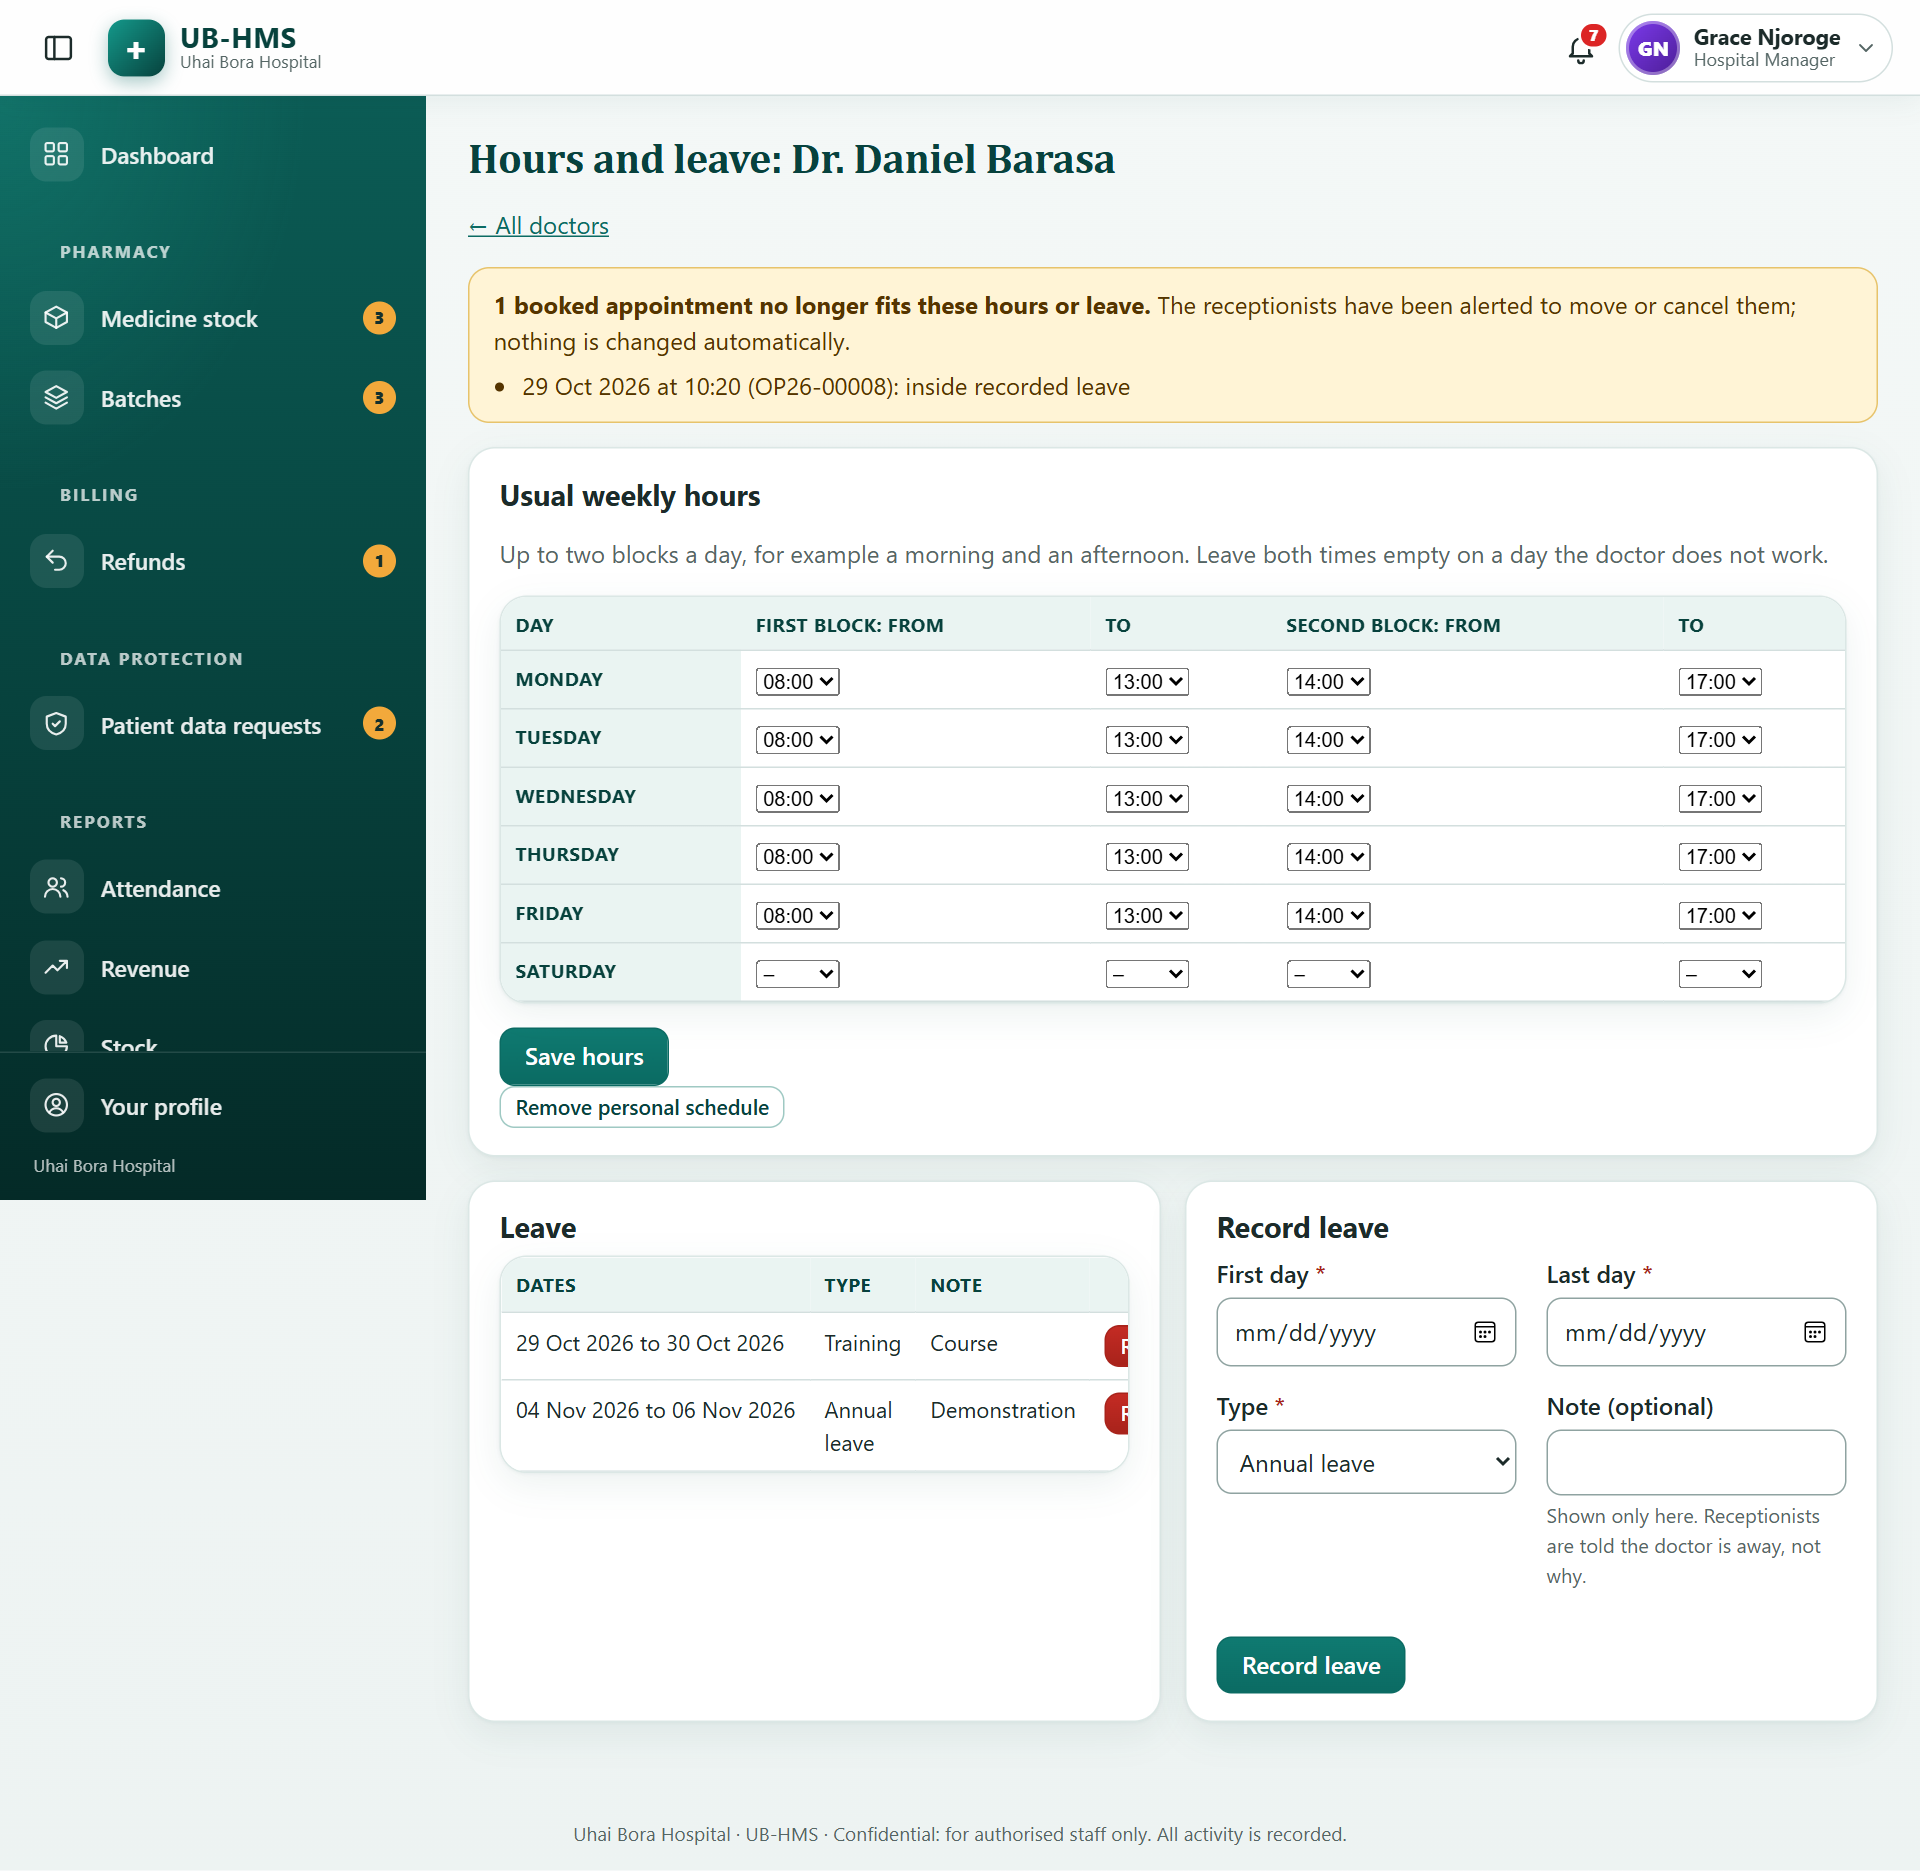 UB-HMS
Uhai Bora Hospital
7
GN
Grace Njoroge
Hospital Manager
Dashboard
PHARMACY
Medicine stock 3
Batches 3
BILLING
Refunds 1
DATA PROTECTION
Patient data requests 2
REPORTS
Attendance
Revenue
Stock
Your profile
Uhai Bora Hospital
Hours and leave: Dr. Daniel Barasa
← All doctors
1 booked appointment no longer fits these hours or leave. The receptionists have been alerted to move or cancel them;
nothing is changed automatically.
• 29 Oct 2026 at 10:20 (OP26-00008): inside recorded leave
Usual weekly hours
Up to two blocks a day, for example a morning and an afternoon. Leave both times empty on a day the doctor does not work.
DAY FIRST BLOCK: FROM TO SECOND BLOCK: FROM TO
MONDAY 08:00 13:00 14:00 17:00
TUESDAY 08:00 13:00 14:00 17:00
WEDNESDAY 08:00 13:00 14:00 17:00
THURSDAY 08:00 13:00 14:00 17:00
FRIDAY 08:00 13:00 14:00 17:00
SATURDAY – – – –
Save hours
Remove personal schedule
Leave
DATES TYPE NOTE
29 Oct 2026 to 30 Oct 2026 Training Course
04 Nov 2026 to 06 Nov 2026 Annual leave Demonstration
Record leave
First day * Last day *
mm/dd/yyyy mm/dd/yyyy
Type * Note (optional)
Annual leave
Shown only here. Receptionists
are told the doctor is away, not
why.
Record leave
Uhai Bora Hospital · UB-HMS · Confidential: for authorised staff only. All activity is recorded.